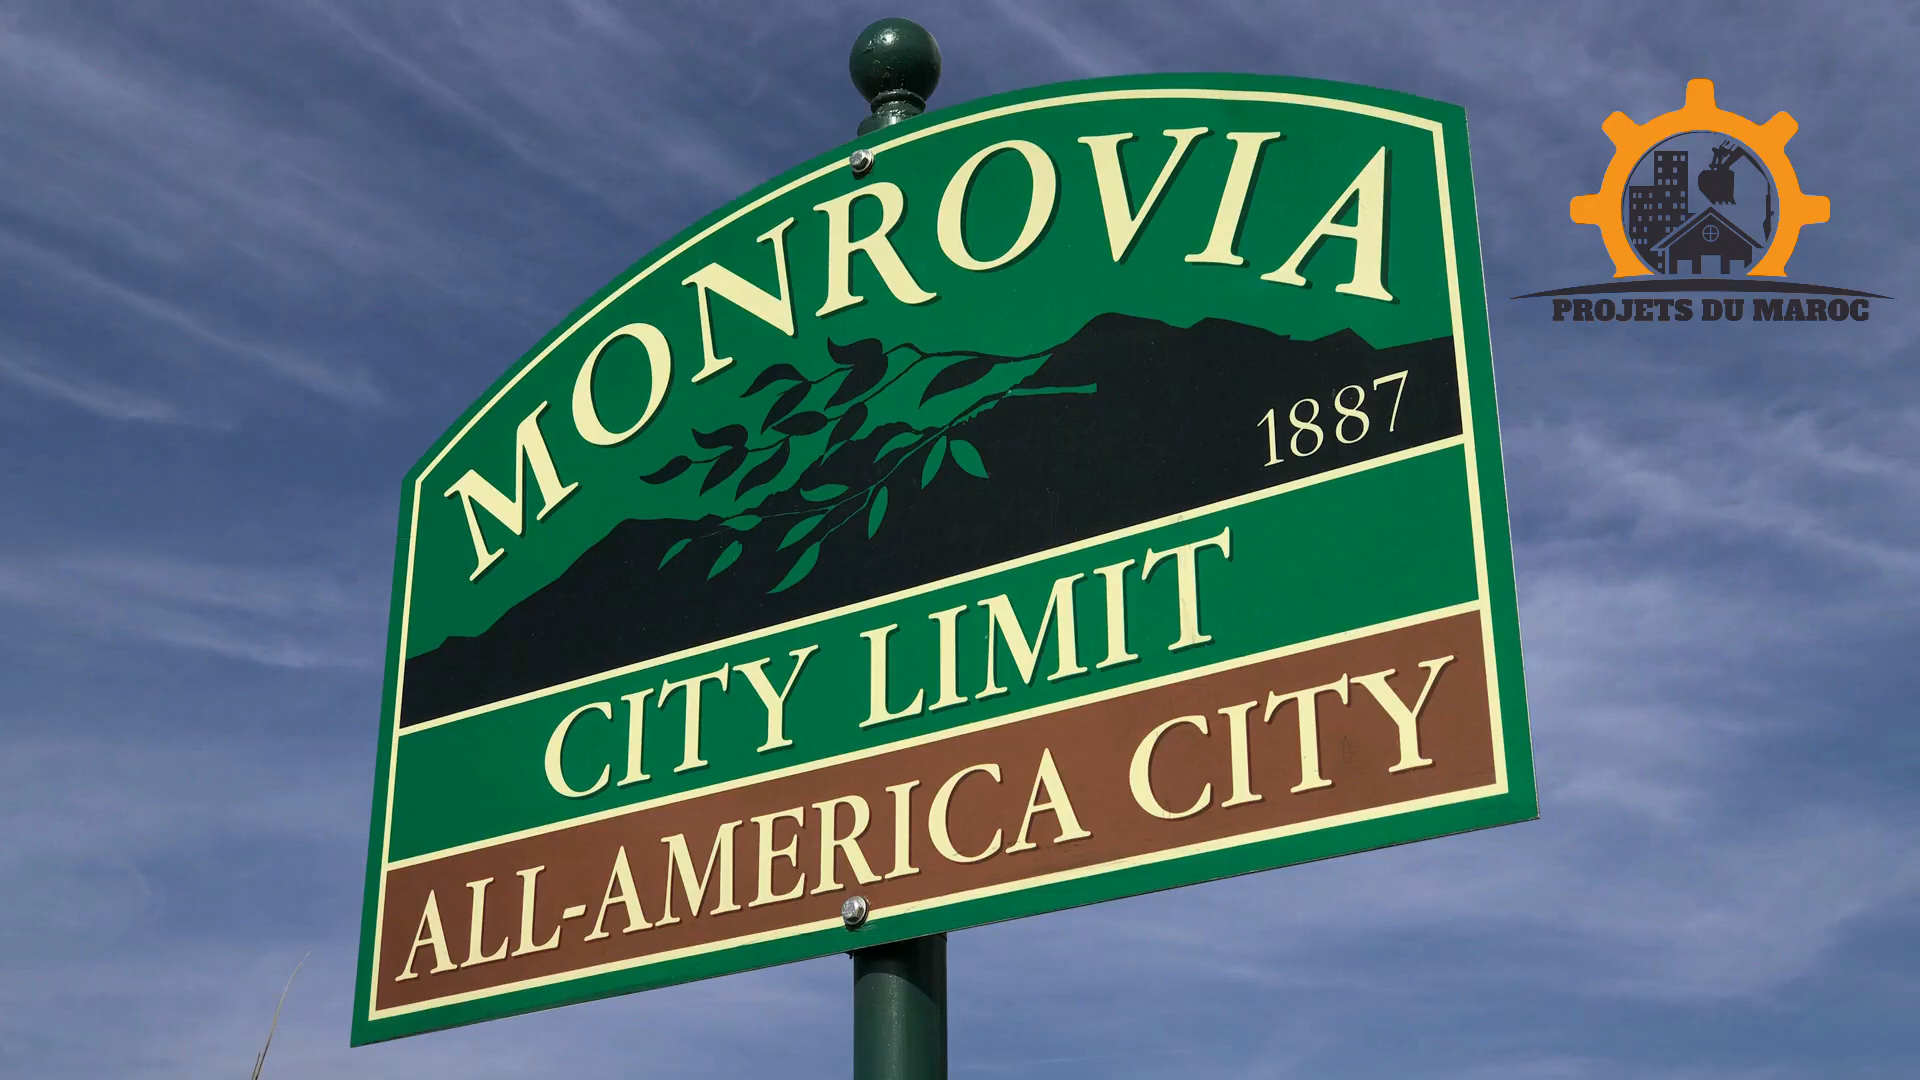 MONROVIA
1887
CITY LIMIT
ALL-AMERICA CITY
PROJETS DU MAROC